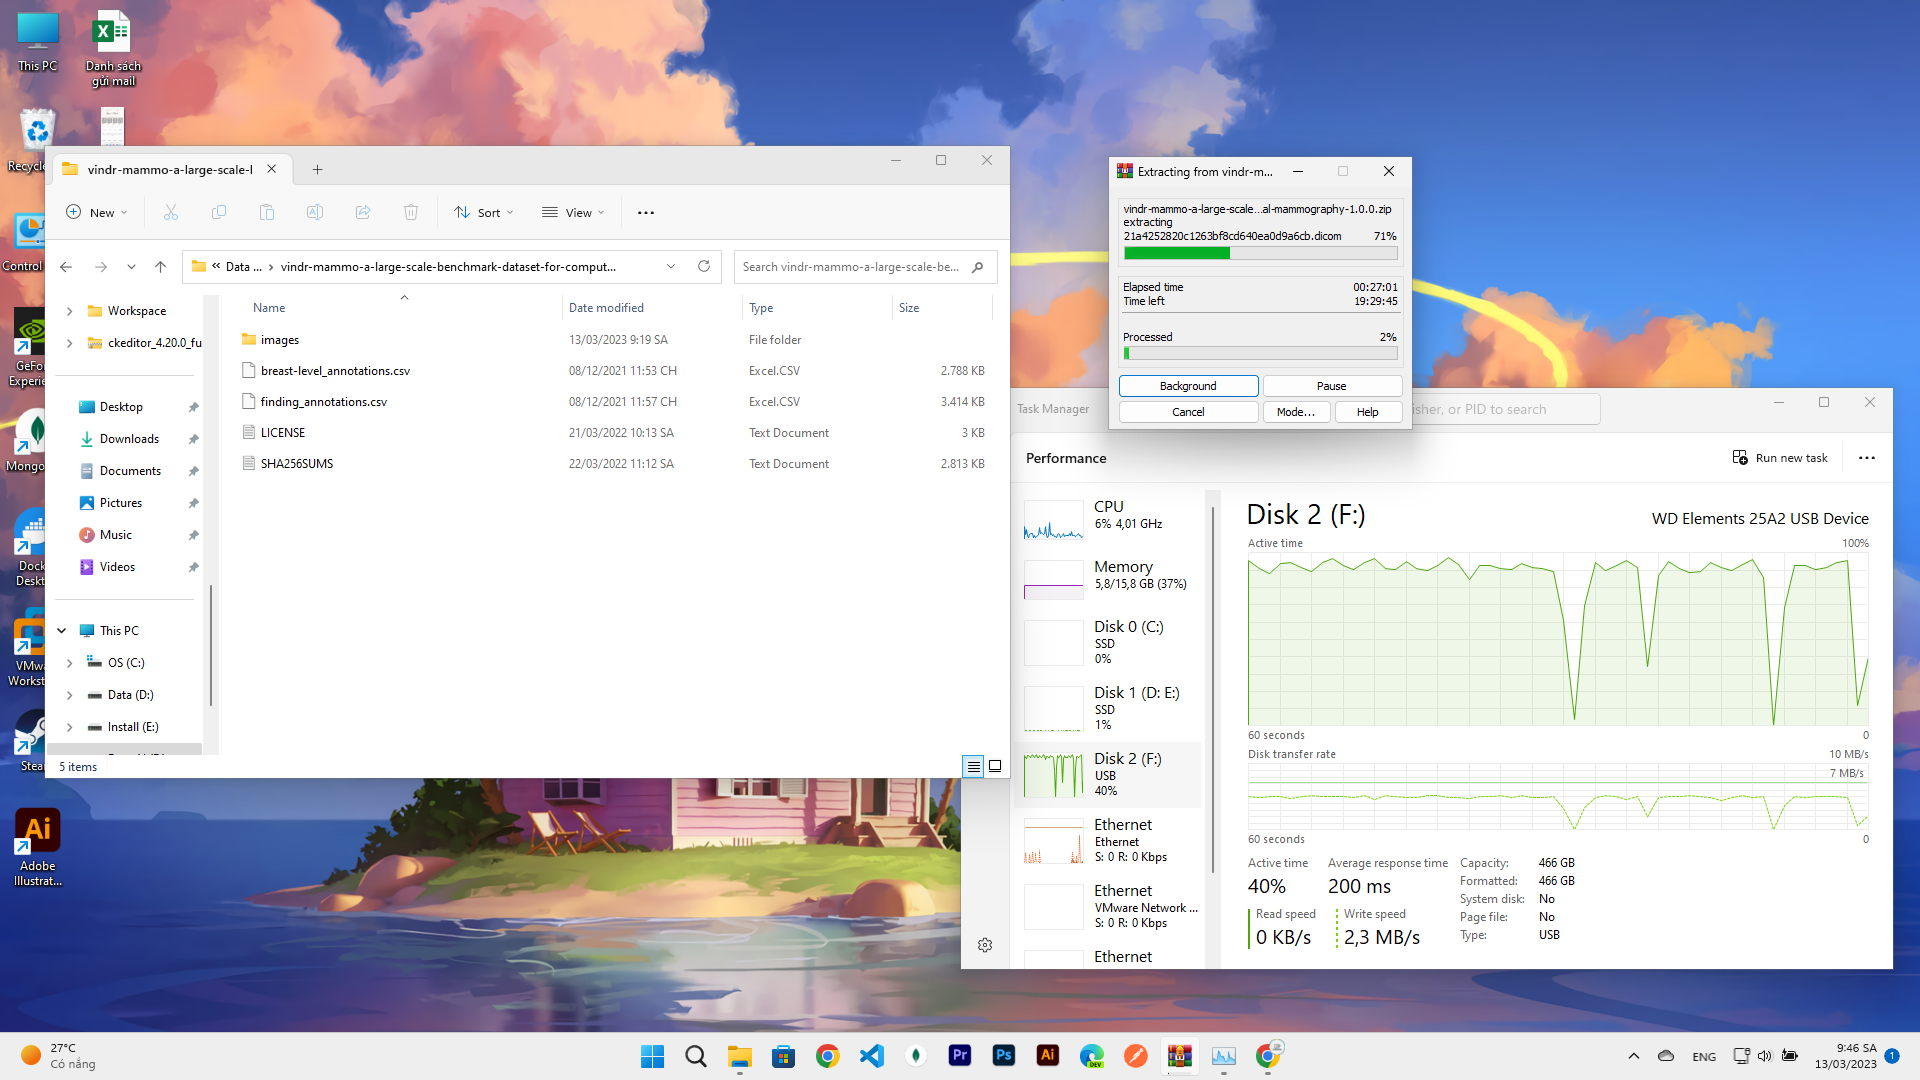 This PC
Danh sách
gửi mail
Recycle
Control
GeFor
Experie
Mongo
Dock
Deskt
VMwa
Workst
Stea
Ai
Adobe
Illustrat...
vindr-mammo-a-large-scale-l
New
Sort
View
Data ... › vindr-mammo-a-large-scale-benchmark-dataset-for-comput...
Search vindr-mammo-a-large-scale-be...
Workspace
ckeditor_4.20.0_fu
Desktop
Downloads
Documents
Pictures
Music
Videos
This PC
OS (C:)
Data (D:)
Install (E:)
Name Date modified Type Size
images 13/03/2023 9:19 SA File folder
breast-level_annotations.csv 08/12/2021 11:53 CH Excel.CSV 2.788 KB
finding_annotations.csv 08/12/2021 11:57 CH Excel.CSV 3.414 KB
LICENSE 21/03/2022 10:13 SA Text Document 3 KB
SHA256SUMS 22/03/2022 11:12 SA Text Document 2.813 KB
5 items
Extracting from vindr-m...
vindr-mammo-a-large-scale...al-mammography-1.0.0.zip
extracting
21a4252820c1263bf8cd640ea0d9a6cb.dicom 71%
Elapsed time 00:27:01
Time left 19:29:45
Processed 2%
Background Pause
Cancel Mode... Help
Task Manager
isher, or PID to search
Performance
Run new task
CPU
6% 4,01 GHz
Memory
5,8/15,8 GB (37%)
Disk 0 (C:)
SSD
0%
Disk 1 (D: E:)
SSD
1%
Disk 2 (F:)
USB
40%
Ethernet
Ethernet
S: 0 R: 0 Kbps
Ethernet
VMware Network ...
S: 0 R: 0 Kbps
Ethernet
Disk 2 (F:)
WD Elements 25A2 USB Device
Active time 100%
60 seconds 0
Disk transfer rate 10 MB/s
7 MB/s
60 seconds 0
Active time Average response time
40% 200 ms
Read speed Write speed
0 KB/s 2,3 MB/s
Capacity: 466 GB
Formatted: 466 GB
System disk: No
Page file: No
Type: USB
27°C
Có nắng
Pr
Ps
Ai
DEV
ENG
9:46 SA
13/03/2023
1